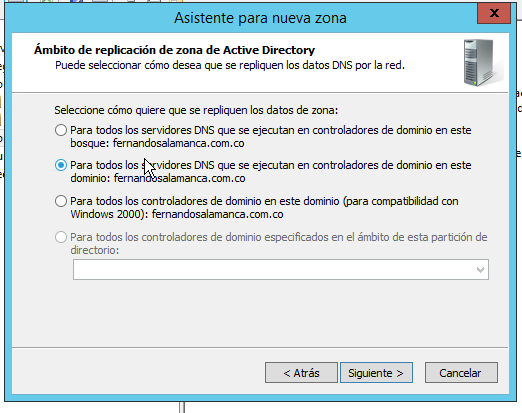 Asistente para nueva zona
x
Ámbito de replicación de zona de Active Directory
Puede seleccionar cómo desea que se repliquen los datos DNS por la red.
Seleccione cómo quiere que se repliquen los datos de zona:
Para todos los servidores DNS que se ejecutan en controladores de dominio en este
bosque: fernandosalamanca.com.co
Para todos los servidores DNS que se ejecutan en controladores de dominio en este
dominio: fernandosalamanca.com.co
Para todos los controladores de dominio en este dominio (para compatibilidad con
Windows 2000): fernandosalamanca.com.co
Para todos los controladores de dominio especificados en el ámbito de esta partición de
directorio:
< Atrás
Siguiente >
Cancelar